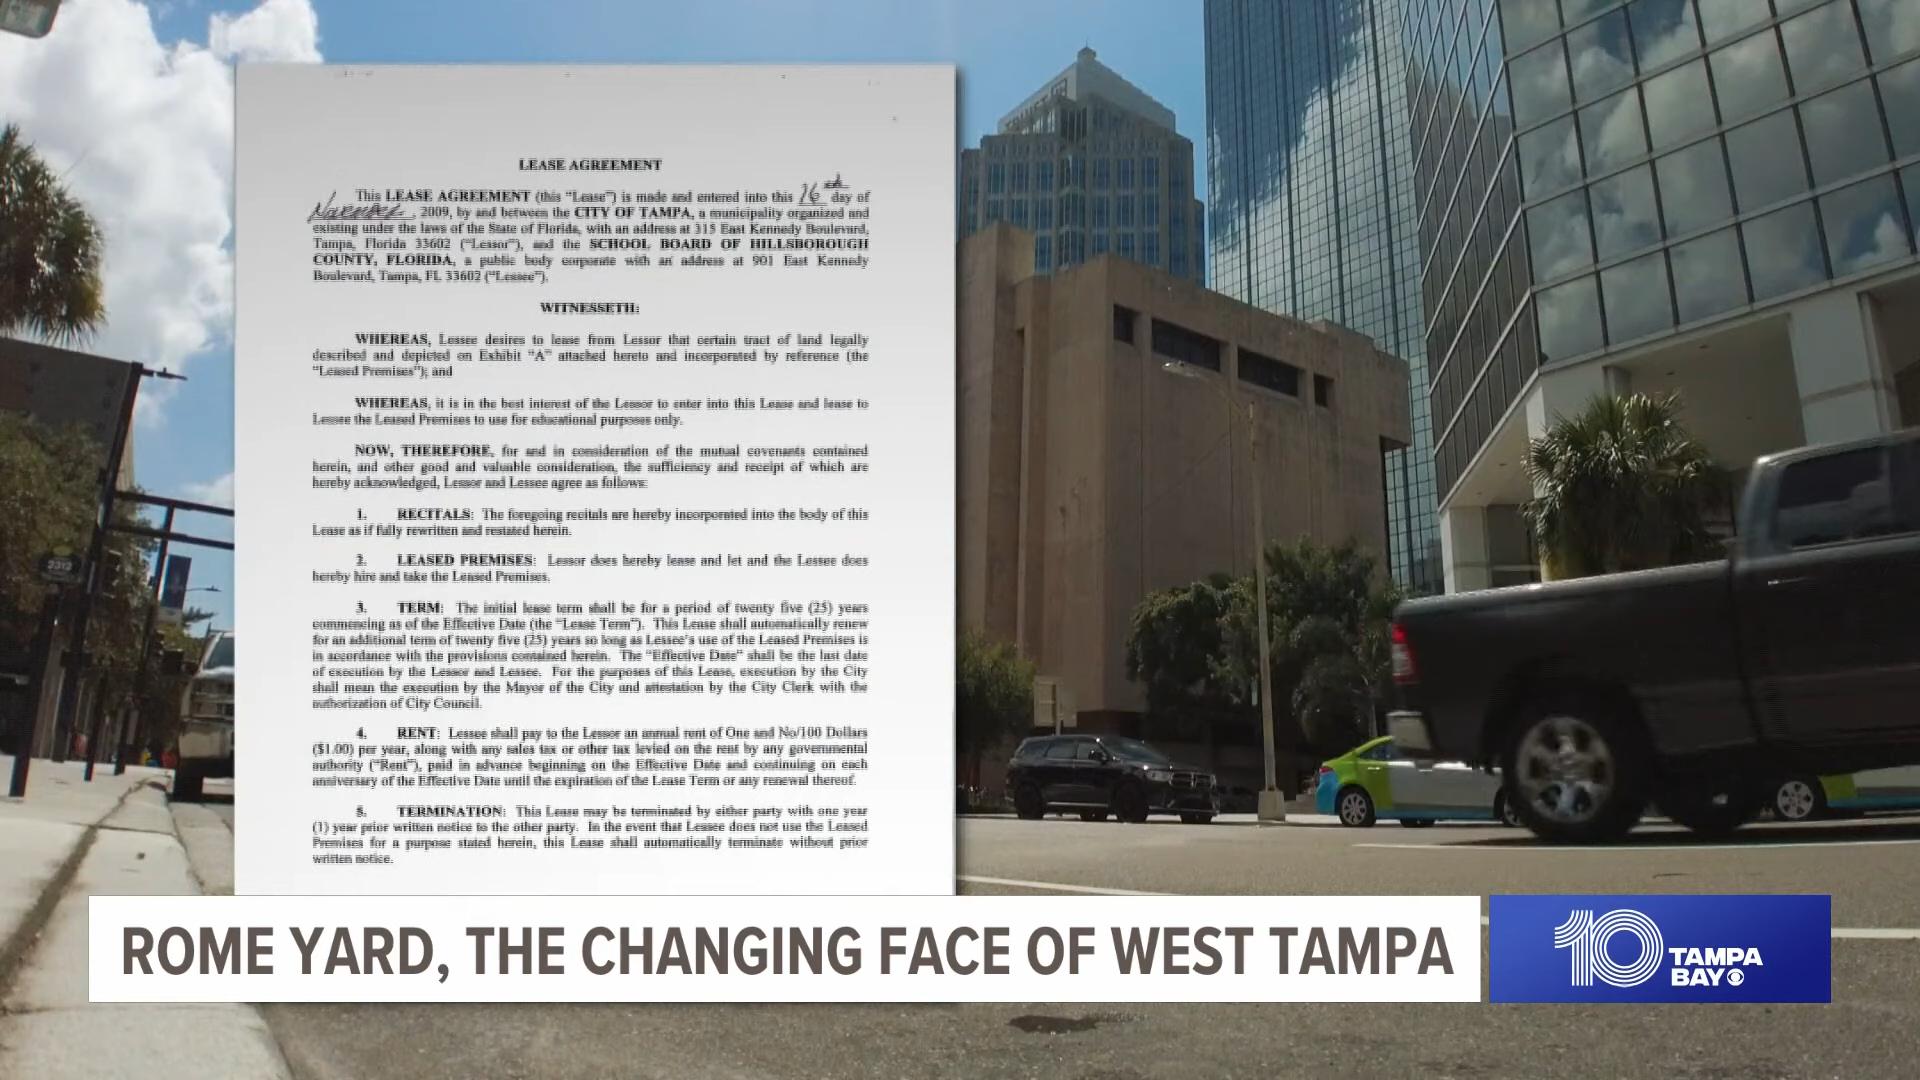 LEASE AGREEMENT
This LEASE AGREEMENT (this “Lease”) is made and entered into this 16th day of
November, 2009, by and between the CITY OF TAMPA, a municipality organized and
existing under the laws of the State of Florida, with an address at 315 East Kennedy Boulevard,
Tampa, Florida 33602 (“Lessor”), and the SCHOOL BOARD OF HILLSBOROUGH
COUNTY, FLORIDA, a public body corporate with an address at 901 East Kennedy
Boulevard, Tampa, FL 33602 (“Lessee”).
WITNESSETH:
WHEREAS, Lessee desires to lease from Lessor that certain tract of land legally
described and depicted on Exhibit “A” attached hereto and incorporated by reference (the
“Leased Premises”); and
WHEREAS, it is in the best interest of the Lessor to enter into this Lease and lease to
Lessee the Leased Premises to use for educational purposes only.
NOW, THEREFORE, for and in consideration of the mutual covenants contained
herein, and other good and valuable consideration, the sufficiency and receipt of which are
hereby acknowledged, Lessor and Lessee agree as follows:
1. RECITALS: The foregoing recitals are hereby incorporated into the body of this
Lease as if fully rewritten and restated herein.
2. LEASED PREMISES: Lessor does hereby lease and let and the Lessee does
hereby hire and take the Leased Premises.
3. TERM: The initial lease term shall be for a period of twenty five (25) years
commencing as of the Effective Date (the “Lease Term”). This Lease shall automatically renew
for an additional term of twenty five (25) years so long as Lessee’s use of the Leased Premises is
in accordance with the provisions contained herein. The “Effective Date” shall be the last date
of execution by the Lessor and Lessee. For the purposes of this Lease, execution by the City
shall mean the execution by the Mayor of the City and attestation by the City Clerk with the
authorization of City Council.
4. RENT: Lessee shall pay to the Lessor an annual rent of One and No/100 Dollars
($1.00) per year, along with any sales tax or other tax levied on the rent by any governmental
authority (“Rent”), paid in advance beginning on the Effective Date and continuing on each
anniversary of the Effective Date until the expiration of the Lease Term or any renewal thereof.
5. TERMINATION: This Lease may be terminated by either party with one year
(1) year prior written notice to the other party. In the event that Lessee does not use the Leased
Premises for a purpose stated herein, this Lease shall automatically terminate without prior
written notice.
2312
ROME YARD, THE CHANGING FACE OF WEST TAMPA
10 TAMPA
BAY